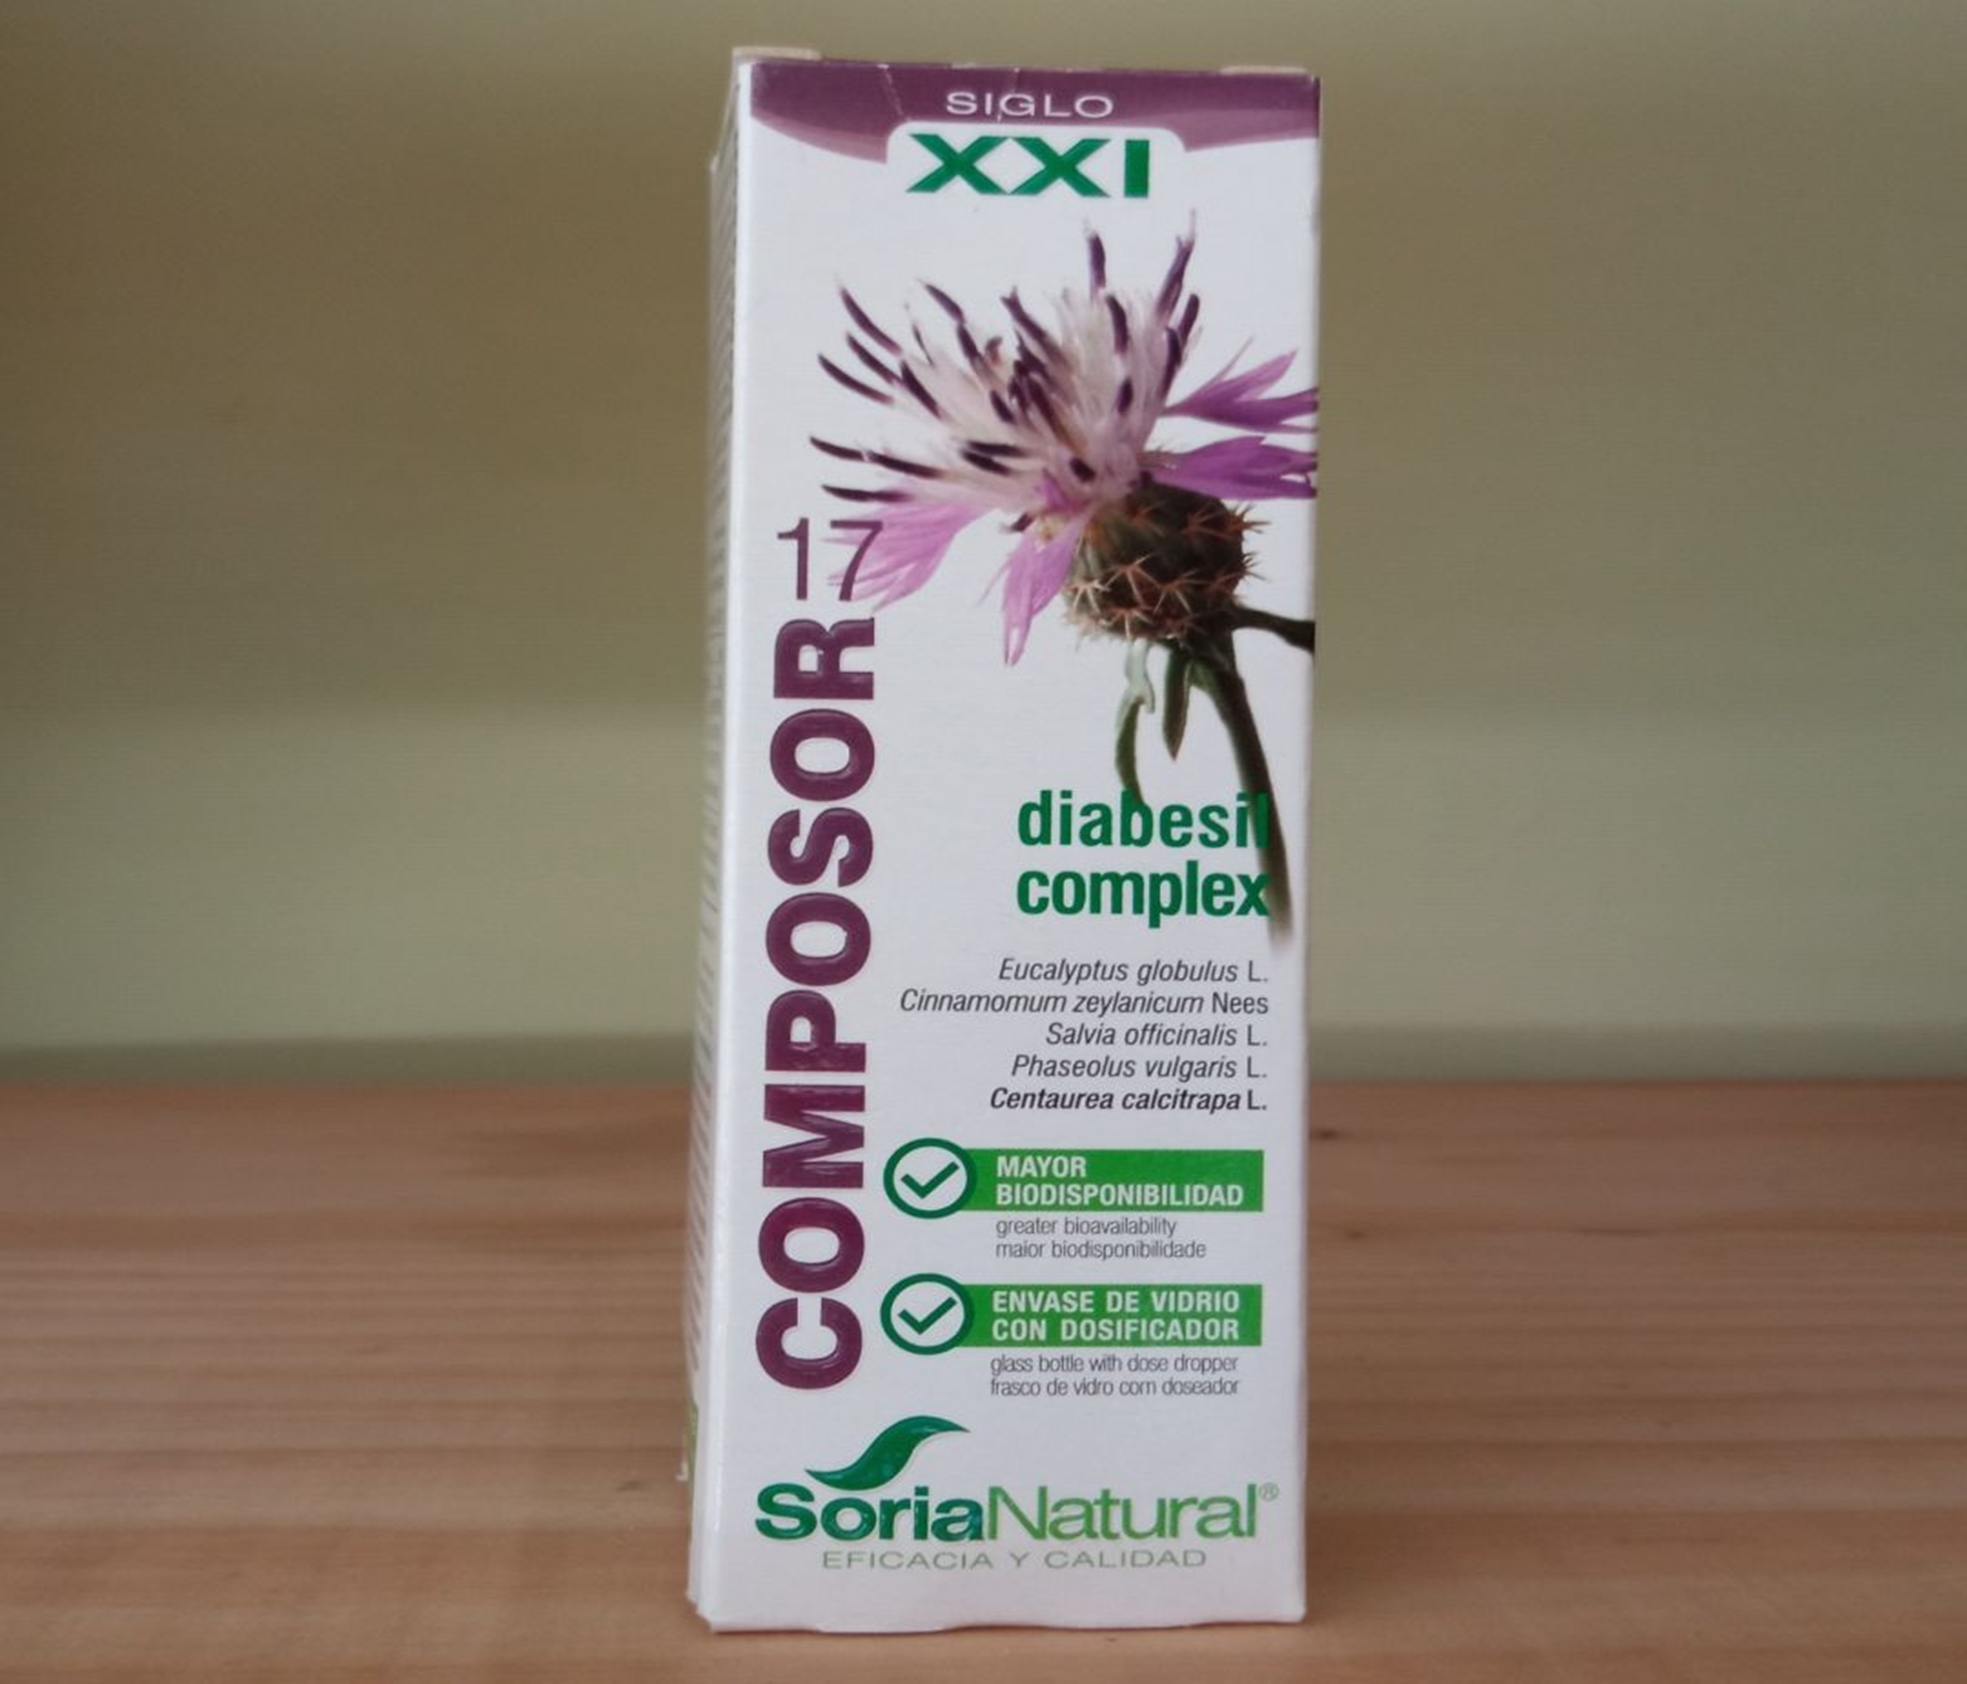 SIGLO
XXI
COMPOSOR 17
diabesil
complex
Eucalyptus globulus L.
Cinnamomum zeylanicum Nees
Salvia officinalis L.
Phaseolus vulgaris L.
Centaurea calcitrapa L.
MAYOR
BIODISPONIBILIDAD
greater bioavailability
maior biodisponibilidade
ENVASE DE VIDRIO
CON DOSIFICADOR
glass bottle with dose dropper
frasco de vidro com doseador
SoriaNatural®
EFICACIA Y CALIDAD